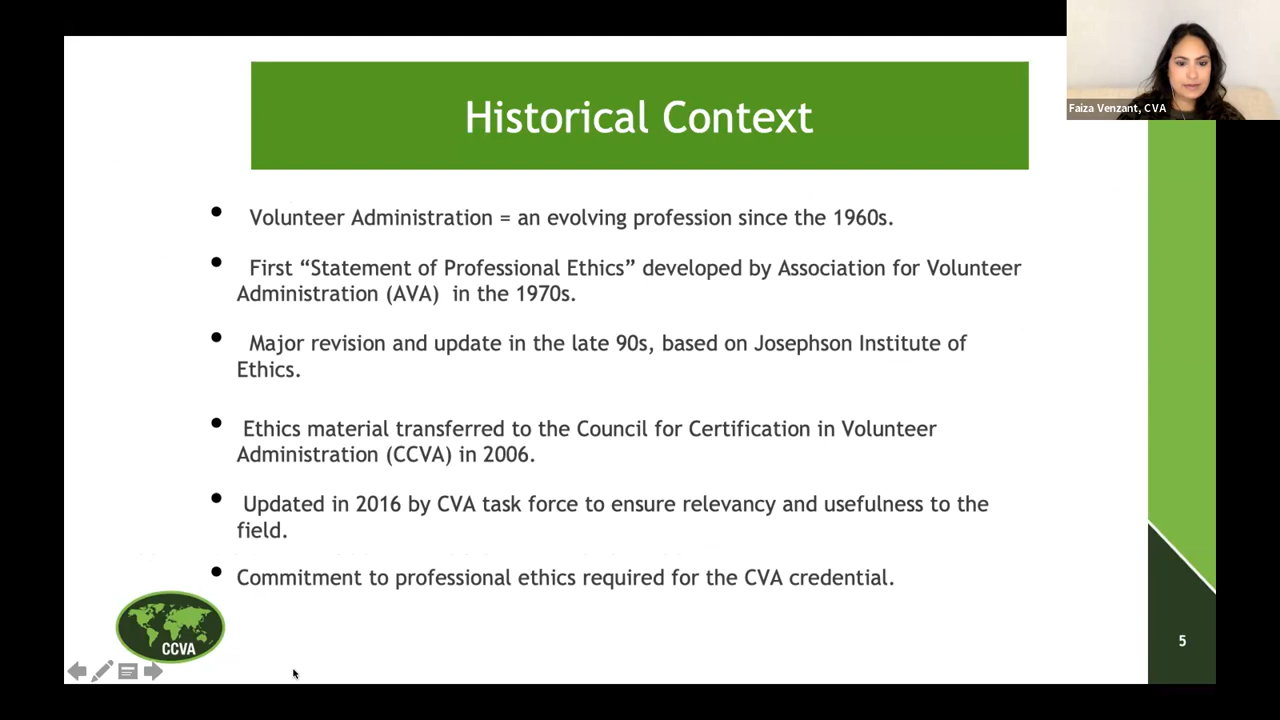 Faiza Venzant, CVA
Historical Context
• Volunteer Administration = an evolving profession since the 1960s.
• First “Statement of Professional Ethics” developed by Association for Volunteer
Administration (AVA) in the 1970s.
• Major revision and update in the late 90s, based on Josephson Institute of
Ethics.
• Ethics material transferred to the Council for Certification in Volunteer
Administration (CCVA) in 2006.
• Updated in 2016 by CVA task force to ensure relevancy and usefulness to the
field.
• Commitment to professional ethics required for the CVA credential.
CCVA
5